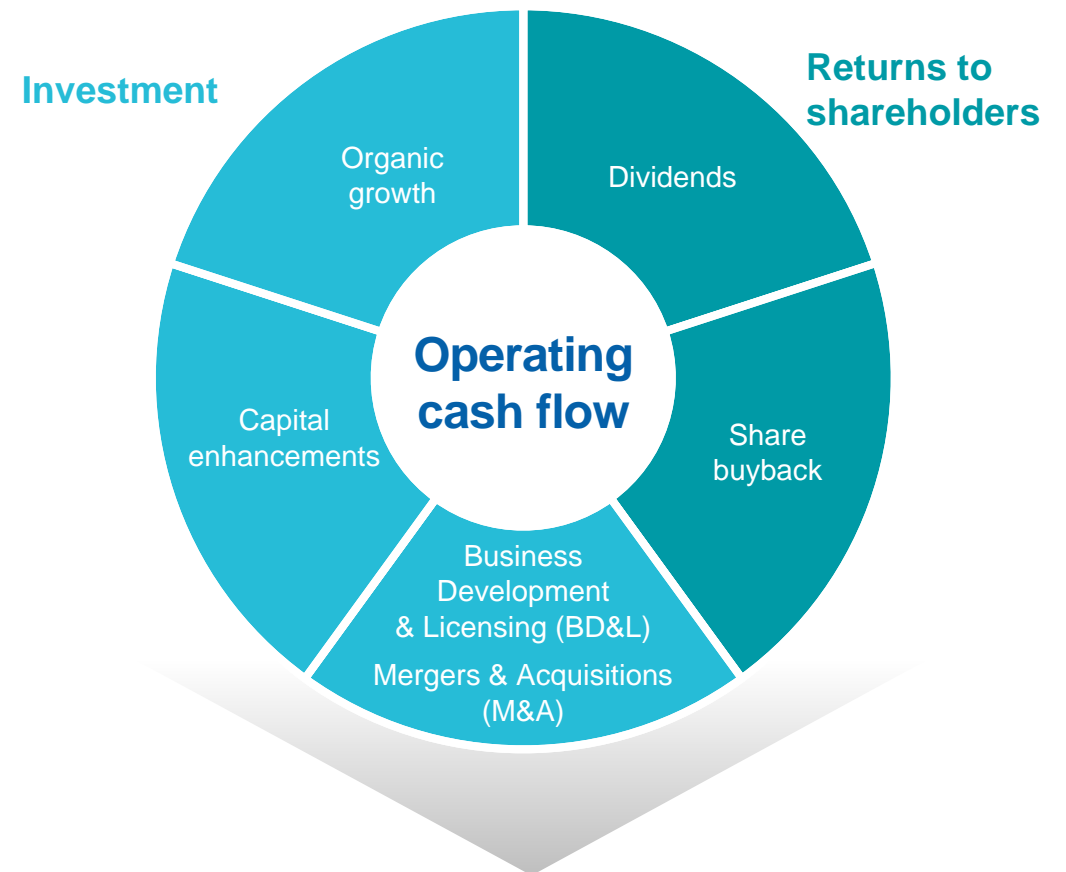 Investment
Returns to
shareholders
Organic
growth
Dividends
Operating
cash flow
Capital
enhancements
Share
buyback
Business
Development
& Licensing (BD&L)
Mergers & Acquisitions
(M&A)